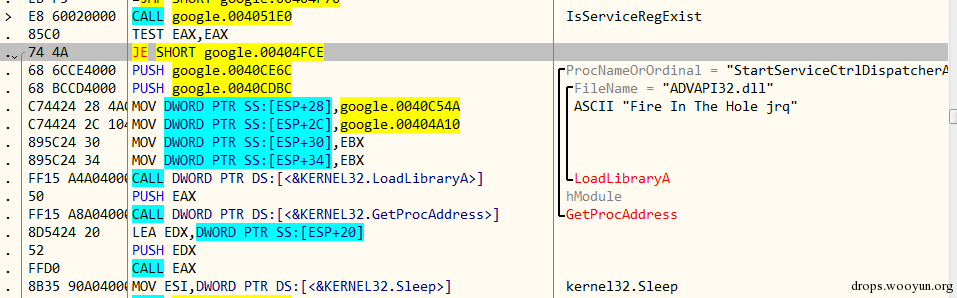 E8 60020000 CALL google.004051E0 IsServiceRegExist
85C0 TEST EAX,EAX
74 4A JE SHORT google.00404FCE
68 6CCE4000 PUSH google.0040CE6C ProcNameOrOrdinal = "StartServiceCtrlDispatcherA
68 BCCD4000 PUSH google.0040CDBC FileName = "ADVAPI32.dll"
C74424 28 4A MOV DWORD PTR SS:[ESP+28],google.0040C54A ASCII "Fire In The Hole jrq"
C74424 2C 104 MOV DWORD PTR SS:[ESP+2C],google.00404A10
895C24 30 MOV DWORD PTR SS:[ESP+30],EBX
895C24 34 MOV DWORD PTR SS:[ESP+34],EBX
FF15 A4A04000 CALL DWORD PTR DS:[<&KERNEL32.LoadLibraryA>] LoadLibraryA
50 PUSH EAX hModule
FF15 A8A04000 CALL DWORD PTR DS:[<&KERNEL32.GetProcAddress>] GetProcAddress
8D5424 20 LEA EDX,DWORD PTR SS:[ESP+20]
52 PUSH EDX
FFD0 CALL EAX
8B35 90A04000 MOV ESI,DWORD PTR DS:[<&KERNEL32.Sleep>] kernel32.Sleep
drops.wooyun.org